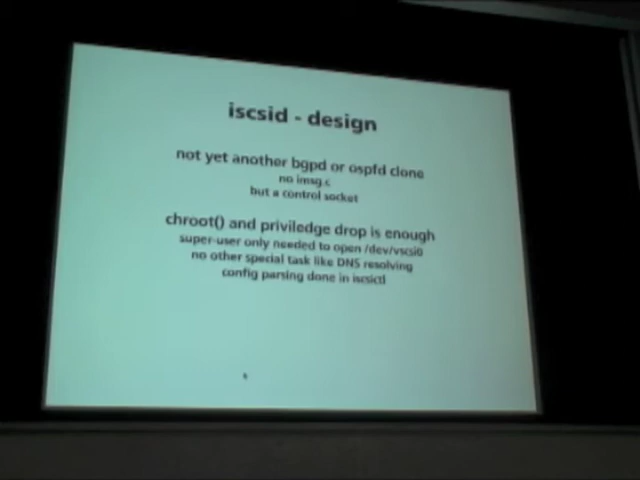 iscsid - design
not yet another bgpd or ospfd clone
no imsg.c
but a control socket
chroot() and priviledge drop is enough
super-user only needed to open /dev/vscsi0
no other special task like DNS resolving
config parsing done in iscsictl